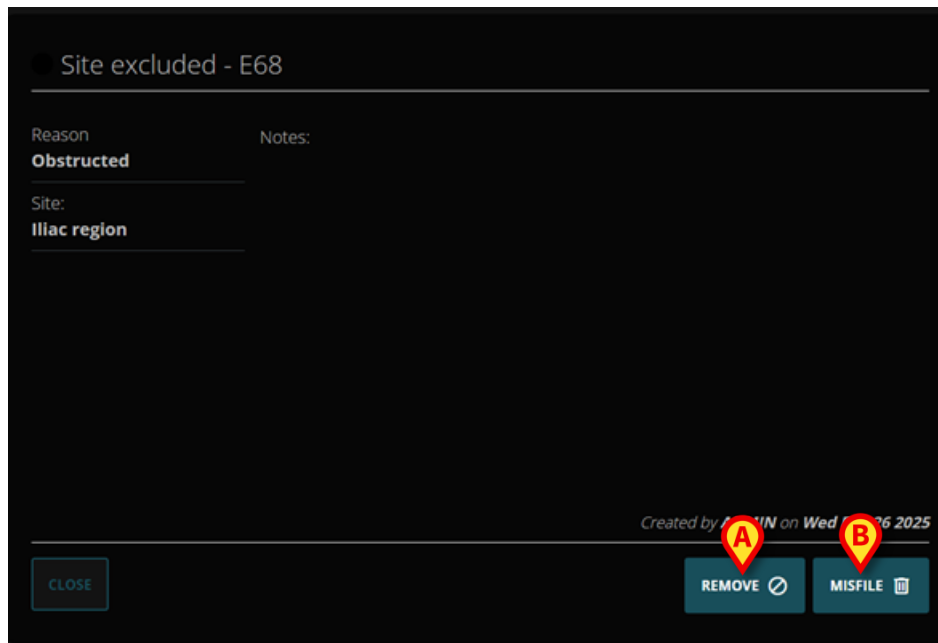 Site excluded - E68
Reason
Obstructed
Notes:
Site:
Iliac region
Created by on Wed 2025
A
B
CLOSE
REMOVE
MISFILE